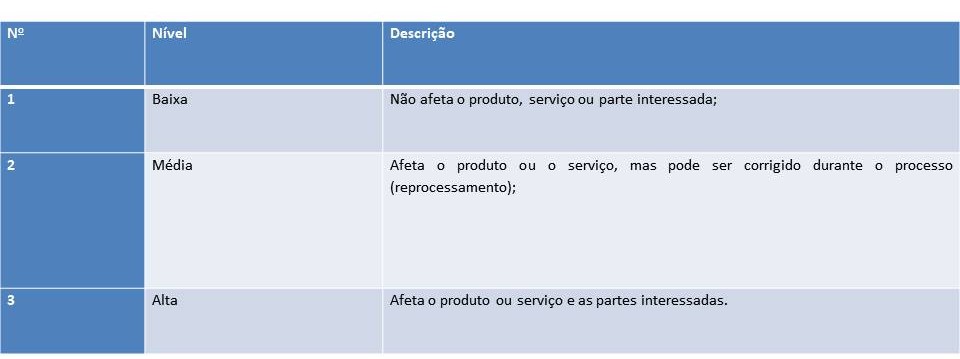 Nº Nível Descrição
1 Baixa Não afeta o produto, serviço ou parte interessada;
2 Média Afeta o produto ou o serviço, mas pode ser corrigido durante o processo
(reprocessamento);
3 Alta Afeta o produto ou serviço e as partes interessadas.